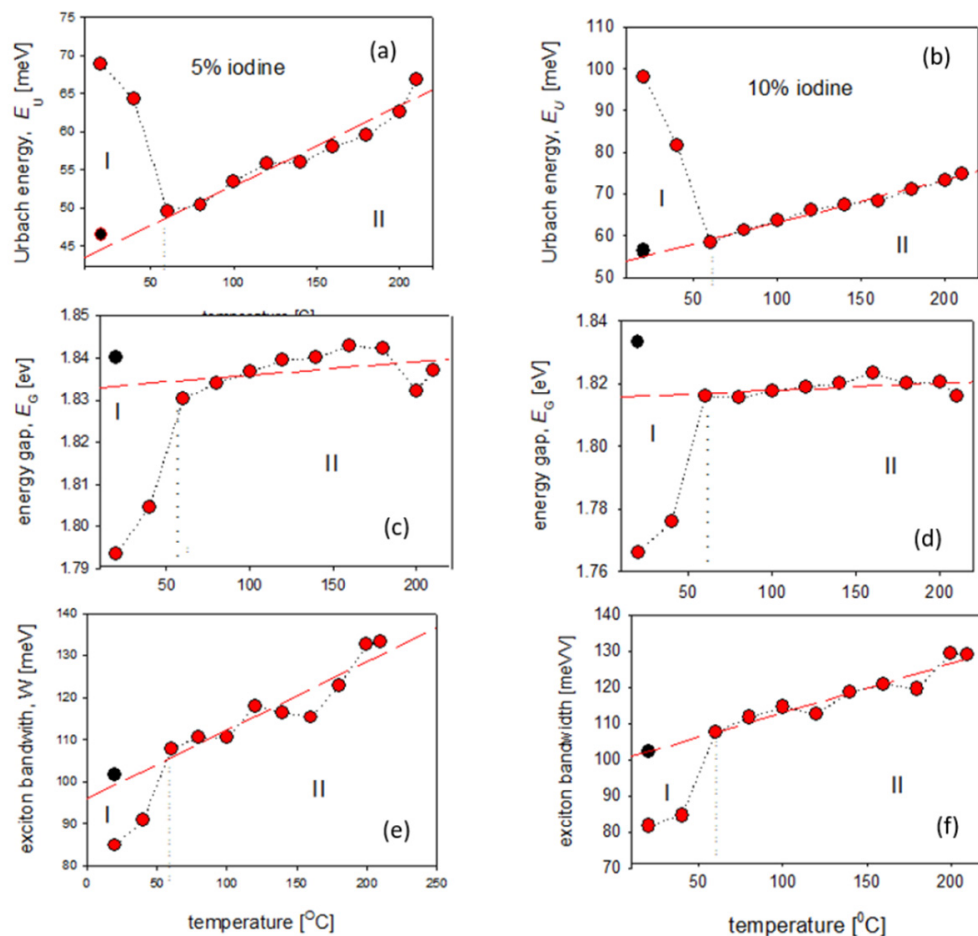 75
70
65
60
55
50
45
Urbach energy, E_U [meV]
(a)
5% iodine
I
II
50
100
150
200
110
100
90
80
70
60
50
Urbach energy, E_U [meV]
(b)
10% iodine
I
II
50
100
150
200
1.85
1.84
1.83
1.82
1.80
1.79
energy gap, E_G [ev]
I
II
(c)
0
50
100
150
200
1.84
1.82
1.80
1.78
1.76
energy gap, E_G [eV]
I
II
(d)
50
100
150
200
140
130
120
110
100
90
80
exciton bandwith, W [meV]
I
II
(e)
0
50
100
150
200
250
temperature [⁰C]
120
130
140
110
100
90
80
70
exciton bandwidth [meVV]
I
II
(f)
50
100
150
200
temperature [⁰C]